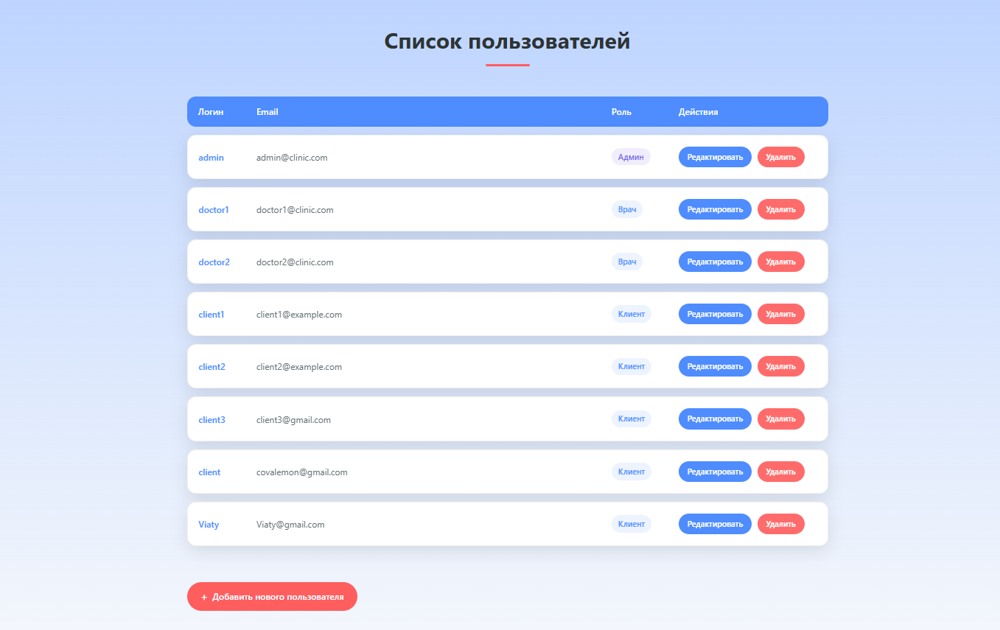 Список пользователей
Логин Email Роль Действия
admin admin@clinic.com Админ Редактировать Удалить
doctor1 doctor1@clinic.com Врач Редактировать Удалить
doctor2 doctor2@clinic.com Врач Редактировать Удалить
client1 client1@example.com Клиент Редактировать Удалить
client2 client2@example.com Клиент Редактировать Удалить
client3 client3@gmail.com Клиент Редактировать Удалить
client covalemon@gmail.com Клиент Редактировать Удалить
Viaty Viaty@gmail.com Клиент Редактировать Удалить
+ Добавить нового пользователя